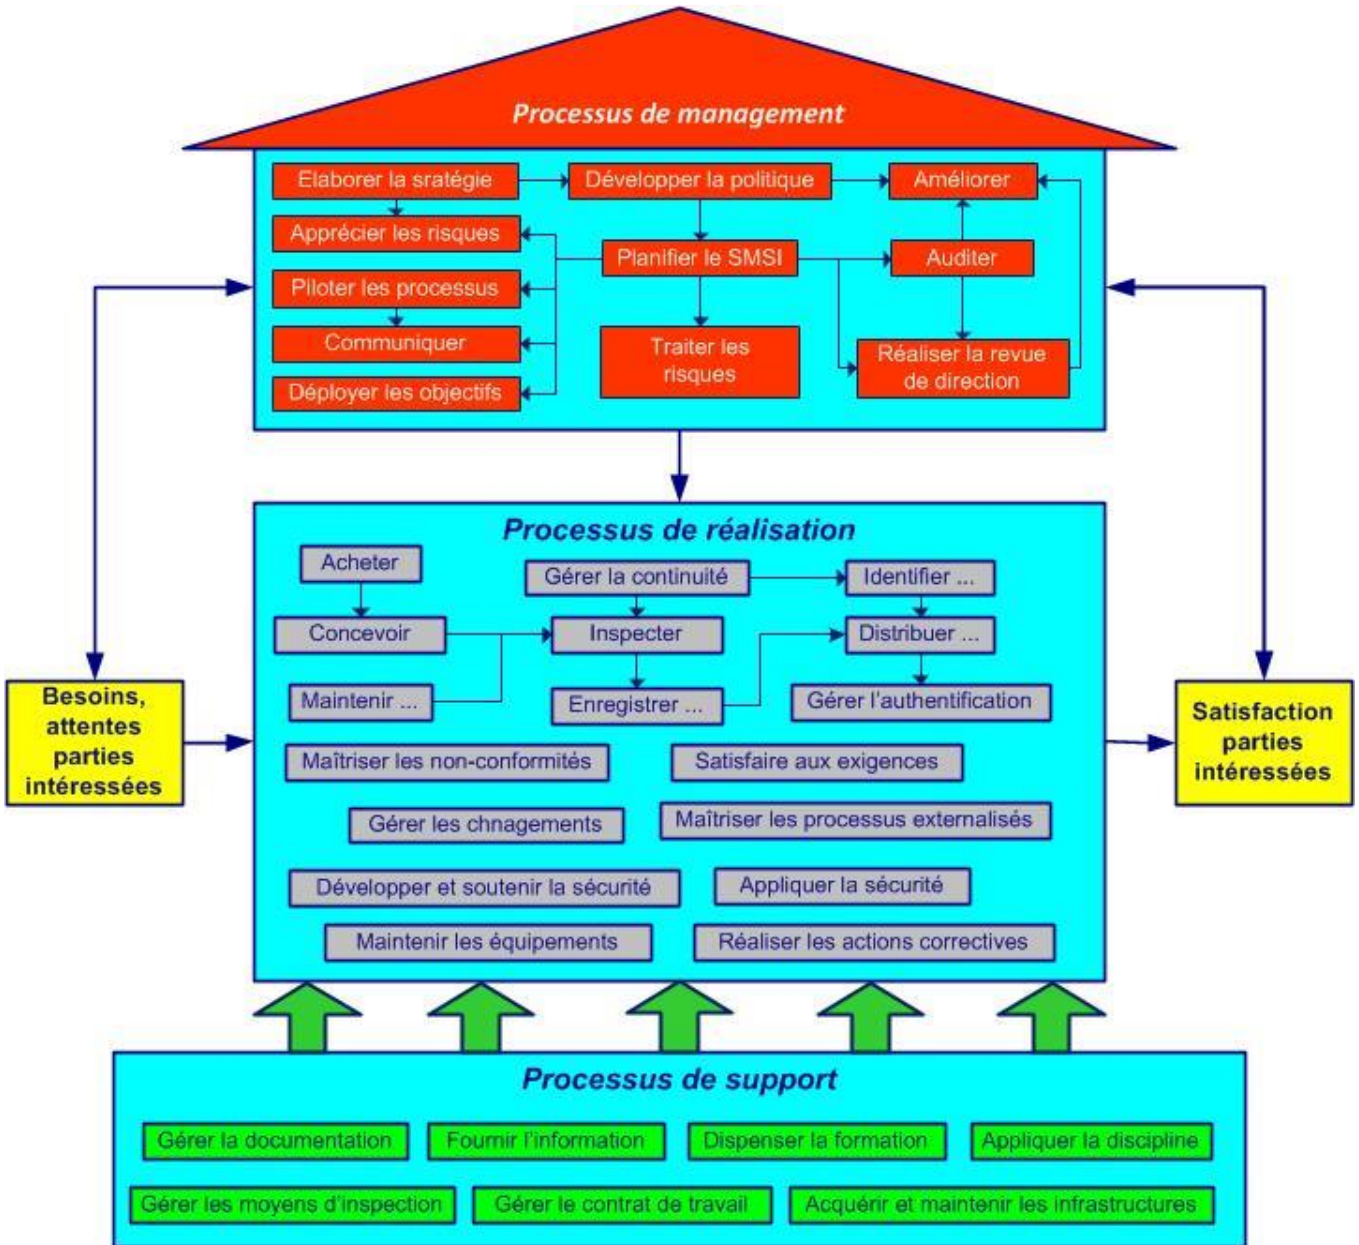 Processus de management
Elaborer la sratégie
Développer la politique
Améliorer
Apprécier les risques
Planifier le SMSI
Auditer
Piloter les processus
Communiquer
Traiter les
risques
Réaliser la revue
de direction
Déployer les objectifs
Processus de réalisation
Acheter
Gérer la continuité
Identifier ...
Concevoir
Inspecter
Distribuer ...
Maintenir ...
Enregistrer ...
Gérer l'authentification
Besoins,
attentes
parties
intéressées
Satisfaction
parties
intéressées
Maîtriser les non-conformités
Satisfaire aux exigences
Gérer les chnagements
Maîtriser les processus externalisés
Développer et soutenir la sécurité
Appliquer la sécurité
Maintenir les équipements
Réaliser les actions correctives
Processus de support
Gérer la documentation
Fournir l'information
Dispenser la formation
Appliquer la discipline
Gérer les moyens d'inspection
Gérer le contrat de travail
Acquérir et maintenir les infrastructures